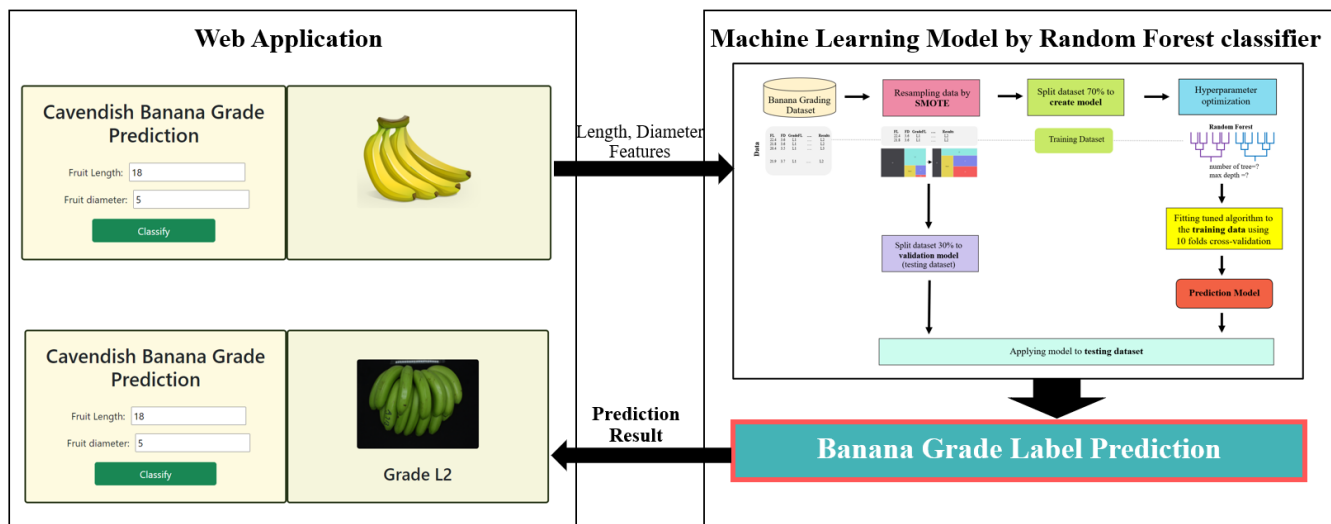 Web Application
Cavendish Banana Grade
Prediction
Fruit Length: 18
Fruit diameter: 5
Classify
Cavendish Banana Grade
Prediction
Fruit Length: 18
Fruit diameter: 5
Classify
Grade L2
Length, Diameter
Features
Prediction
Result
Machine Learning Model by Random Forest classifier
Banana Grading
Dataset
Resampling data by
SMOTE
Split dataset 70% to
create model
Hyperparameter
optimization
Data
FL FD GradeFL .... Results
Training Dataset
Random Forest
number of tree=?
max depth =?
Split dataset 30% to
validation model
(testing dataset)
Fitting tuned algorithm to
the training data using
10 folds cross-validation
Prediction Model
Applying model to testing dataset
Banana Grade Label Prediction